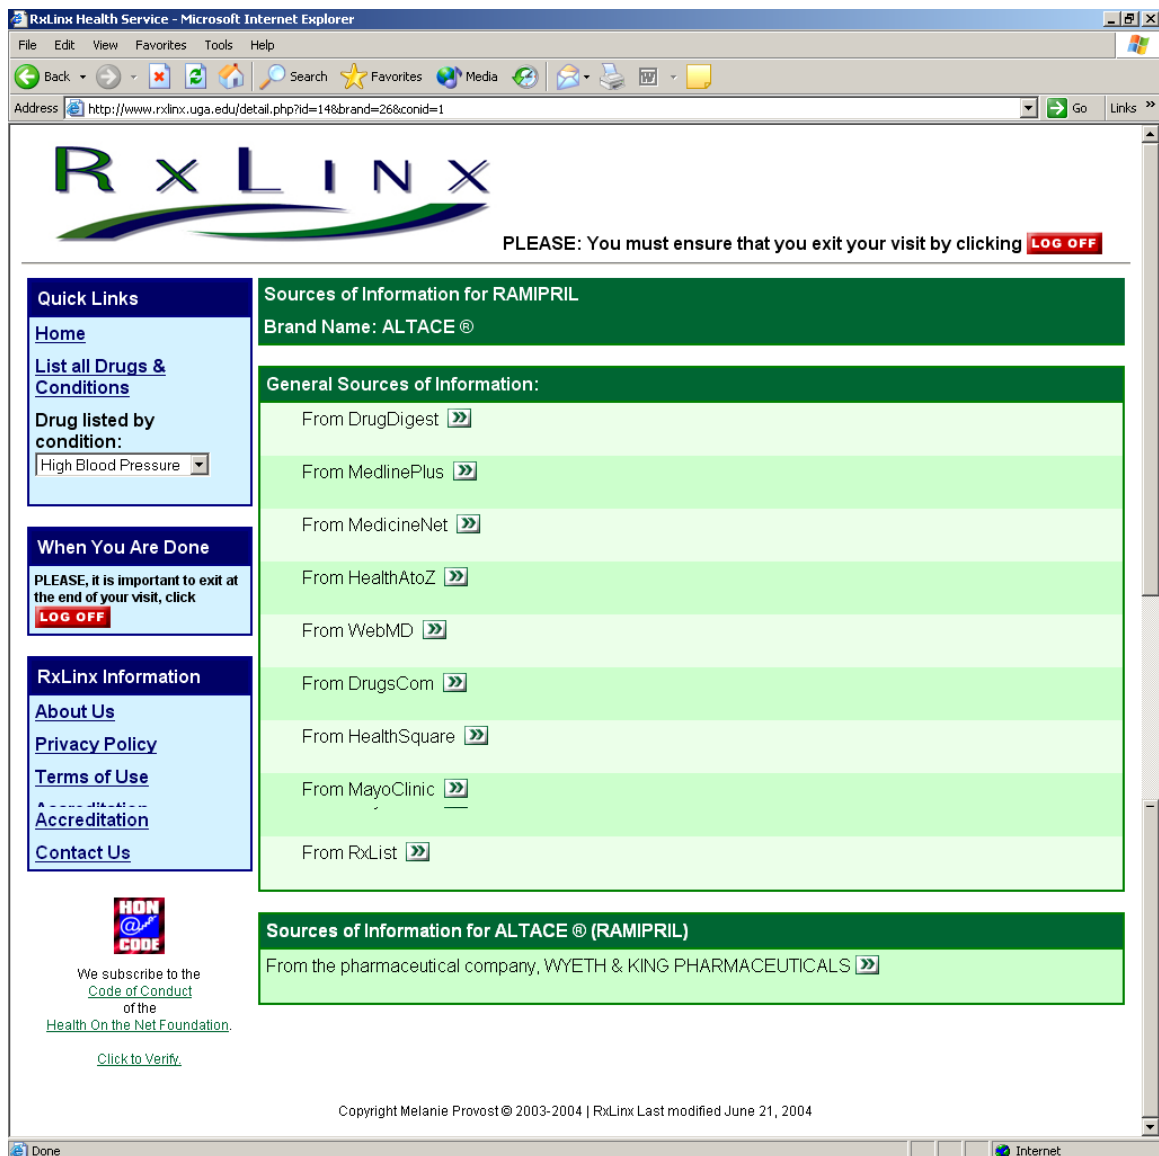 RxLinx Health Service - Microsoft Internet Explorer
File Edit View Favorites Tools Help
Back Search Favorites Media
Address http://www.rxlinx.uga.edu/detail.php?id=14&brand=26&conid=1 Go Links »
RxLinx
PLEASE: You must ensure that you exit your visit by clicking LOG OFF
Quick Links
Home
List all Drugs &
Conditions
Drug listed by
condition:
High Blood Pressure
When You Are Done
PLEASE, it is important to exit at
the end of your visit, click
LOG OFF
RxLinx Information
About Us
Privacy Policy
Terms of Use
Accreditation
Accreditation
Contact Us
HON
@
CODE
We subscribe to the
Code of Conduct
of the
Health On the Net Foundation.
Click to Verify.
Sources of Information for RAMIPRIL
Brand Name: ALTACE ®
General Sources of Information:
From DrugDigest
From MedlinePlus
From MedicineNet
From HealthAtoZ
From WebMD
From DrugsCom
From HealthSquare
From MayoClinic
From RxList
Sources of Information for ALTACE ® (RAMIPRIL)
From the pharmaceutical company, WYETH & KING PHARMACEUTICALS
Copyright Melanie Provost © 2003-2004 | RxLinx Last modified June 21, 2004
Done Internet